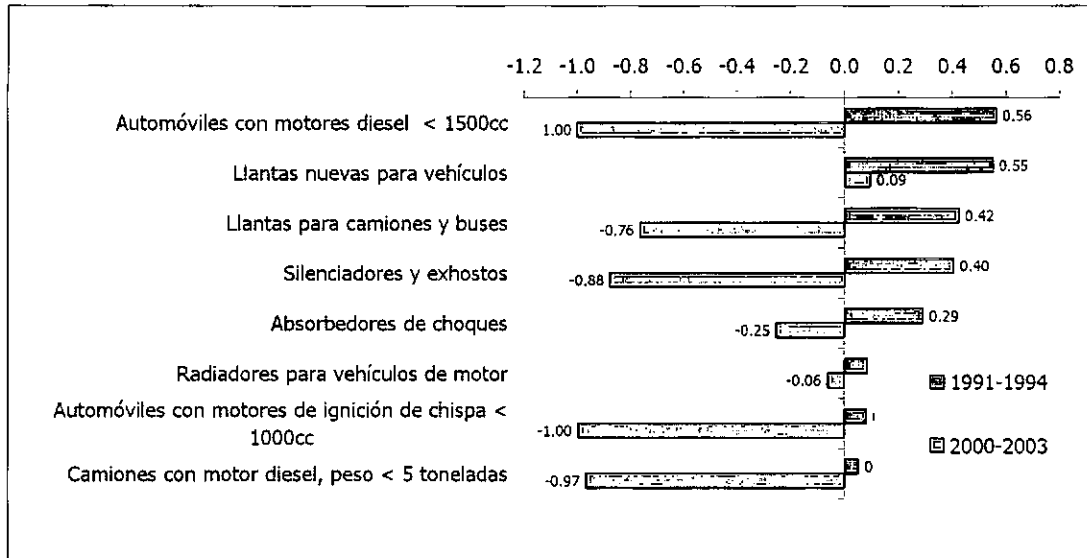 -1.2 -1.0 -0.8 -0.6 -0.4 -0.2 0.0 0.2 0.4 0.6 0.8
Automóviles con motores diesel < 1500cc
1.00
0.56
Llantas nuevas para vehículos
0.55
0.09
Llantas para camiones y buses
-0.76
0.42
Silenciadores y exhostos
-0.88
0.40
Absorbedores de choques
-0.25
0.29
Radiadores para vehículos de motor
-0.06
1991-1994
Automóviles con motores de ignición de chispa <
1000cc
-1.00
2000-2003
Camiones con motor diesel, peso < 5 toneladas
-0.97
0